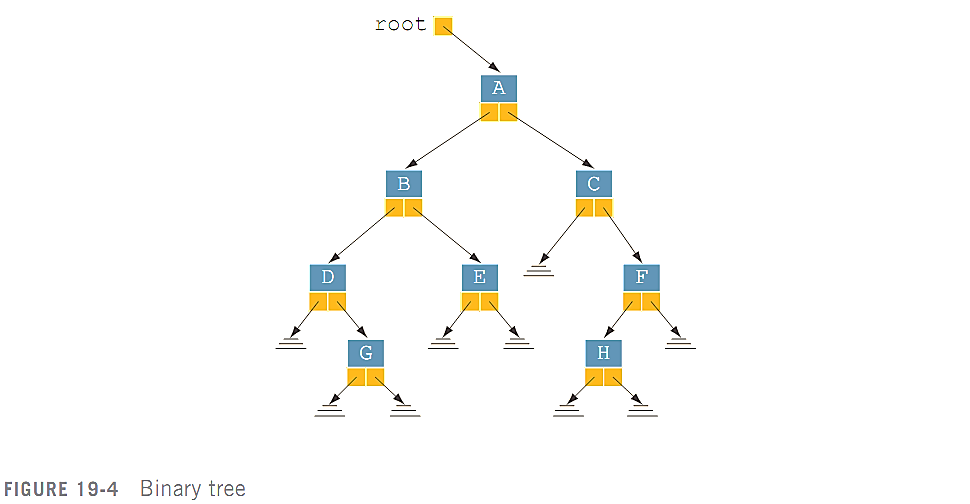 root
A
B C
D E F
G H
FIGURE 19-4 Binary tree